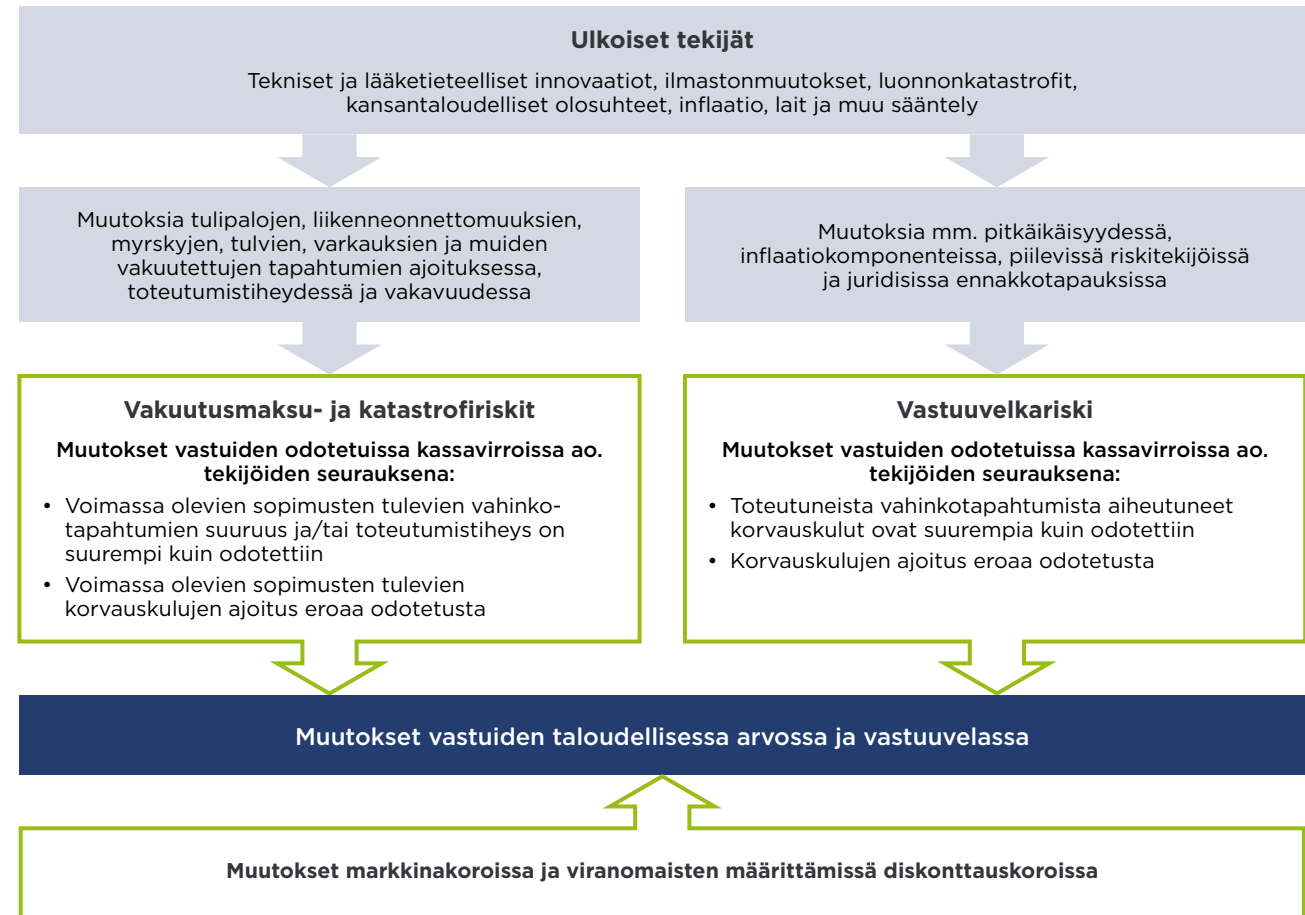 Ulkoiset tekijät
Tekniset ja lääketieteelliset innovaatiot, ilmastonmuutokset, luonnonkatastrofit,
kansantaloudelliset olosuhteet, inflaatio, lait ja muu sääntely
Muutoksia tulipalojen, liikenneonnettomuuksien,
myrskyjen, tulvien, varkauksien ja muiden
vakuutettujen tapahtumien ajoituksessa,
toteutumistiheydessä ja vakavuudessa
Muutoksia mm. pitkäikäisyydessä,
inflaatiokomponenteissa, piilevissä riskitekijöissä
ja juridisissa ennakkotapauksissa
Vakuutusmaksu- ja katastrofiriskit
Muutokset vastuiden odotetuissa kassavirroissa ao.
tekijöiden seurauksena:
• Voimassa olevien sopimusten tulevien vahinko-
tapahtumien suuruus ja/tai toteutumistiheys on
suurempi kuin odotettiin
• Voimassa olevien sopimusten tulevien
korvauskulujen ajoitus eroaa odotetusta
Vastuuvelkariski
Muutokset vastuiden odotetuissa kassavirroissa ao.
tekijöiden seurauksena:
• Toteutuneista vahinkotapahtumista aiheutuneet
korvauskulut ovat suurempia kuin odotettiin
• Korvauskulujen ajoitus eroaa odotetusta
Muutokset vastuiden taloudellisessa arvossa ja vastuuvelassa
Muutokset markkinakoroissa ja viranomaisten määrittämissä diskonttauskoroissa